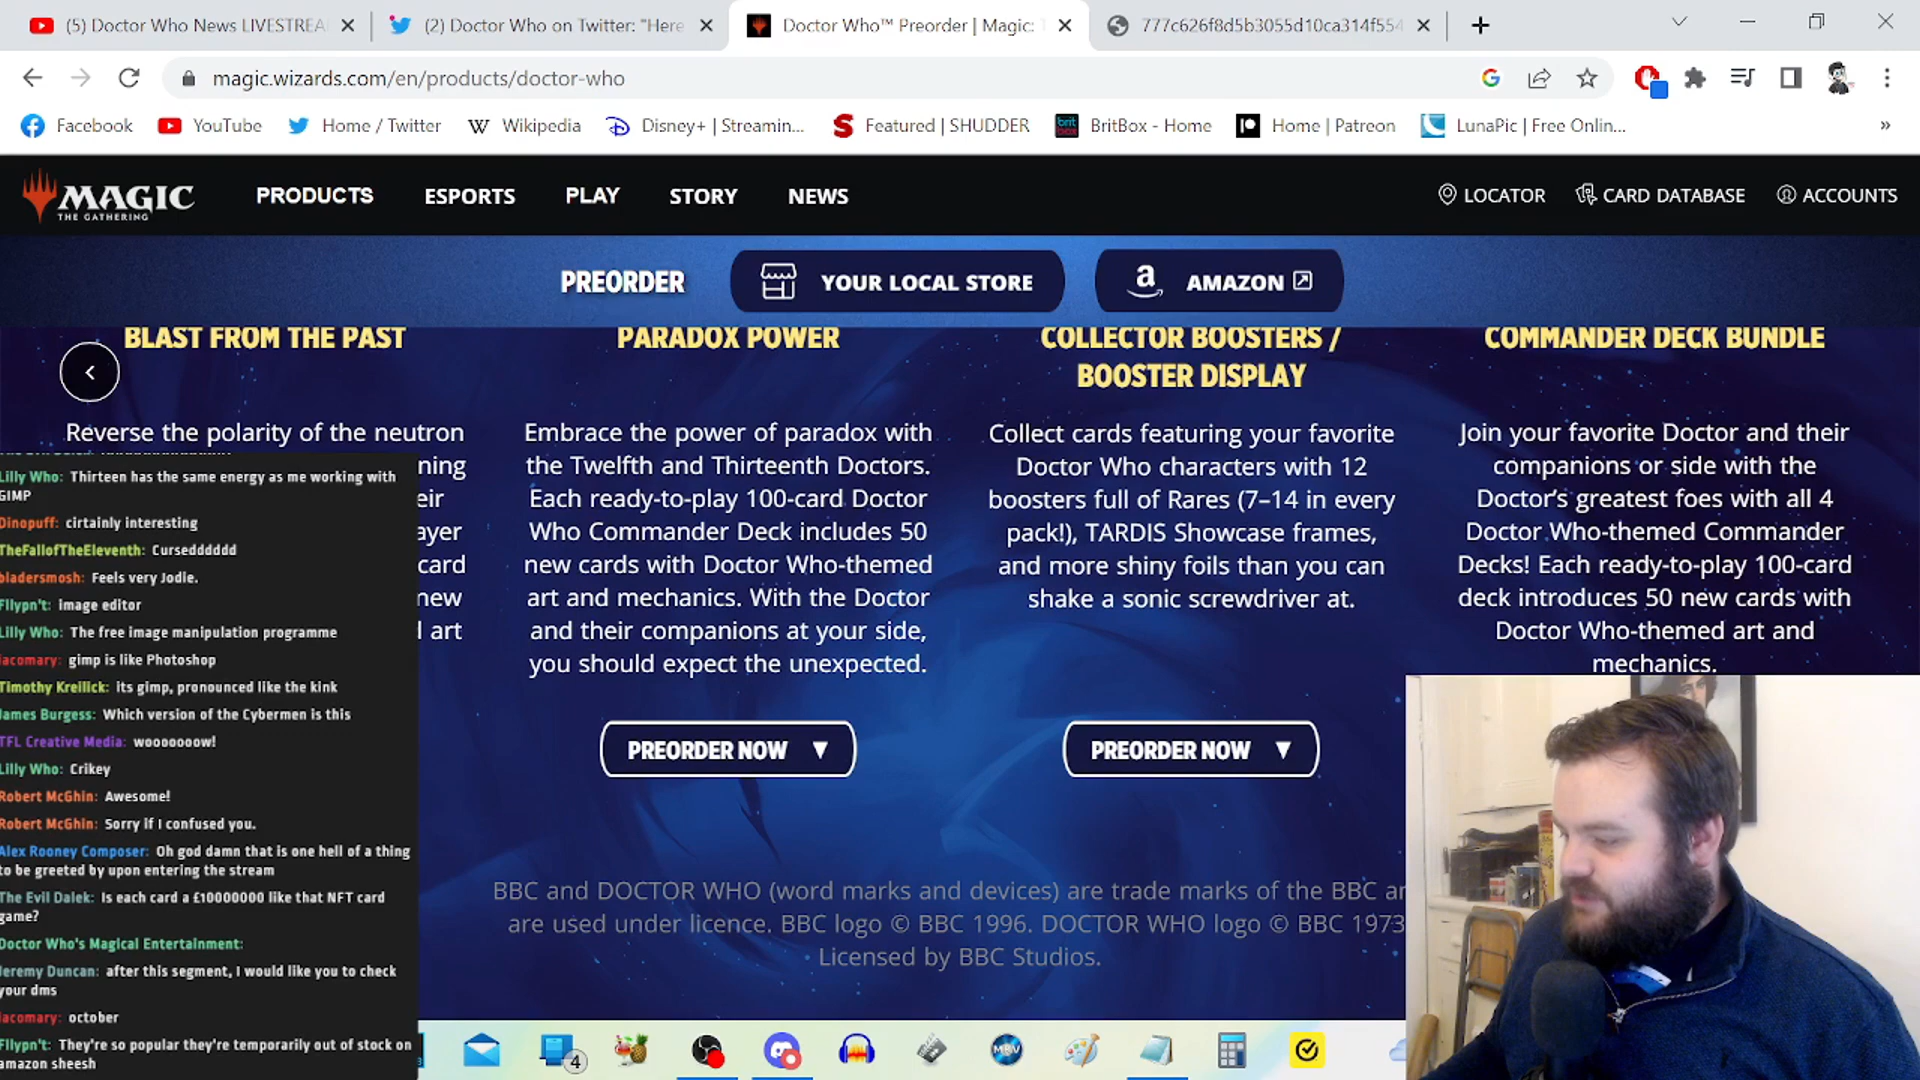 (5) Doctor Who News LIVESTREA
(2) Doctor Who on Twitter: "Here
Doctor Who™ Preorder | Magic: T
777c626f8d5b3055d10ca314f554
magic.wizards.com/en/products/doctor-who
Facebook
YouTube
Home / Twitter
W Wikipedia
Disney+ | Streamin...
Featured | SHUDDER
BritBox - Home
Home | Patreon
LunaPic | Free Onlin...
MAGIC
THE GATHERING
PRODUCTS
ESPORTS
PLAY
STORY
NEWS
LOCATOR
CARD DATABASE
ACCOUNTS
PREORDER
YOUR LOCAL STORE
AMAZON
BLAST FROM THE PAST
Reverse the polarity of the neutron
ning
eir
ayer
card
new
l art
PARADOX POWER
Embrace the power of paradox with
the Twelfth and Thirteenth Doctors.
Each ready-to-play 100-card Doctor
Who Commander Deck includes 50
new cards with Doctor Who-themed
art and mechanics. With the Doctor
and their companions at your side,
you should expect the unexpected.
PREORDER NOW ▼
COLLECTOR BOOSTERS /
BOOSTER DISPLAY
Collect cards featuring your favorite
Doctor Who characters with 12
boosters full of Rares (7–14 in every
pack!), TARDIS Showcase frames,
and more shiny foils than you can
shake a sonic screwdriver at.
PREORDER NOW ▼
COMMANDER DECK BUNDLE
Join your favorite Doctor and their
companions or side with the
Doctor's greatest foes with all 4
Doctor Who-themed Commander
Decks! Each ready-to-play 100-card
deck introduces 50 new cards with
Doctor Who-themed art and
mechanics.
Lilly Who: Thirteen has the same energy as me working with
GIMP
Dinopuff: cirtainly interesting
TheFallofTheEleventh: Cursedddddd
bladersmosh: Feels very Jodie.
Fllypn't: image editor
Lilly Who: The free image manipulation programme
lacomary: gimp is like Photoshop
Timothy Krellick: its gimp, pronounced like the kink
James Burgess: Which version of the Cybermen is this
TFL Creative Media: wooooooow!
Lilly Who: Crikey
Robert McGhin: Awesome!
Robert McGhin: Sorry if I confused you.
Alex Rooney Composer: Oh god damn that is one hell of a thing
to be greeted by upon entering the stream
The Evil Dalek: Is each card a £10000000 like that NFT card
game?
Doctor Who's Magical Entertainment:
Jeremy Duncan: after this segment, I would like you to check
your dms
lacomary: october
Fllypn't: They're so popular they're temporarily out of stock on
amazon sheesh
BBC and DOCTOR WHO (word marks and devices) are trade marks of the BBC ar
are used under licence. BBC logo © BBC 1996. DOCTOR WHO logo © BBC 1973
Licensed by BBC Studios.
4